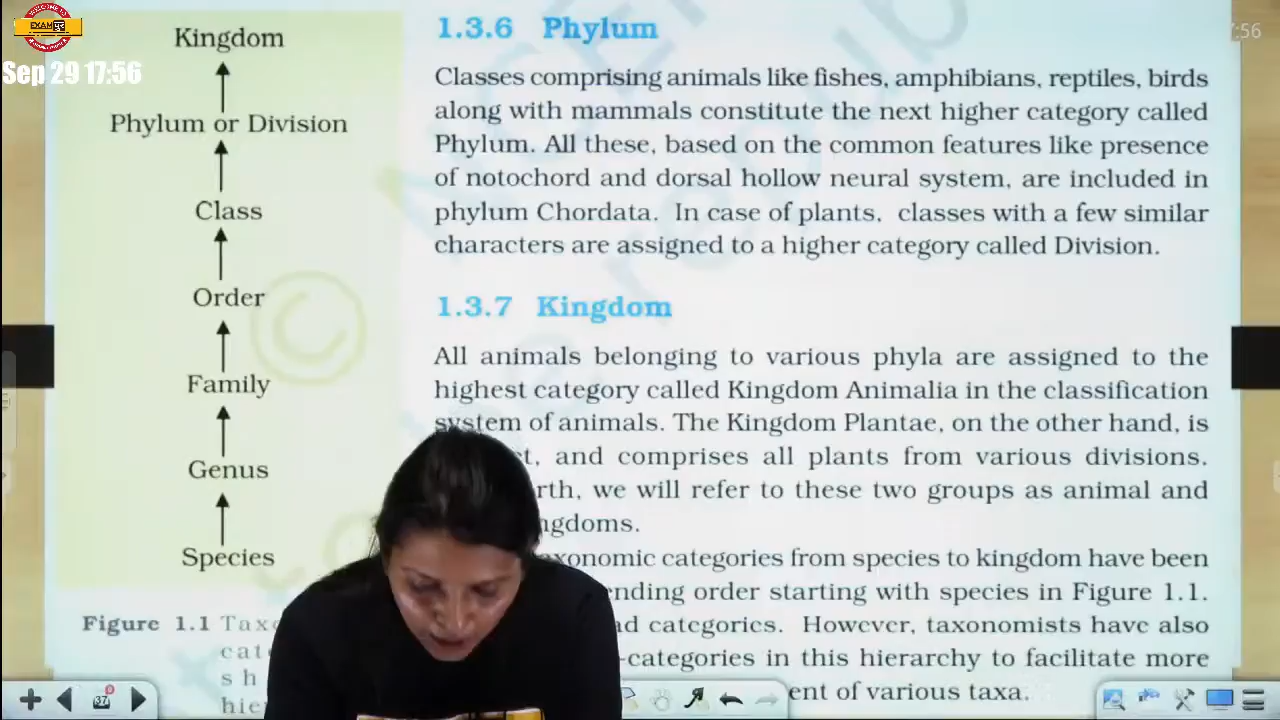 WELCOME TO
EXAM
Sep 29 17:56
:56
Kingdom
Phylum or Division
Class
Order
Family
Genus
Species
Figure 1.1
1.3.6 Phylum
Classes comprising animals like fishes, amphibians, reptiles, birds
along with mammals constitute the next higher category called
Phylum. All these, based on the common features like presence
of notochord and dorsal hollow neural system, are included in
phylum Chordata. In case of plants, classes with a few similar
characters are assigned to a higher category called Division.
1.3.7 Kingdom
All animals belonging to various phyla are assigned to the
highest category called Kingdom Animalia in the classification
system of animals. The Kingdom Plantae, on the other hand, is
and comprises all plants from various divisions.
we will refer to these two groups as animal and
categories from species to kingdom have been
order starting with species in Figure 1.1.
However, taxonomists have also
-categories in this hierarchy to facilitate more
of various taxa.
37